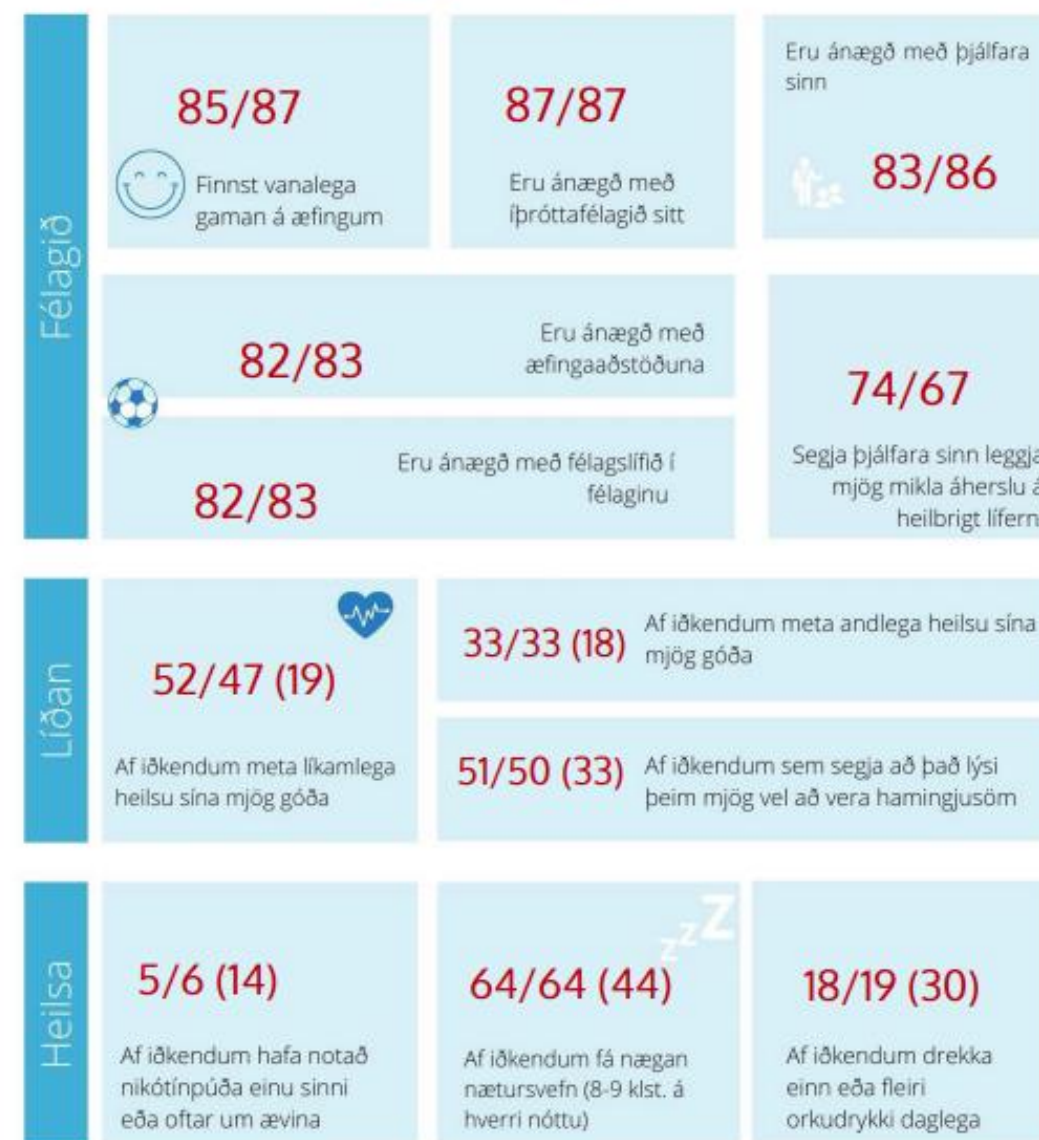 Félagið
85/87
Finnst vanalega
gaman á æfingum
87/87
Eru ánægð með
íþróttafélagið sitt
Eru ánægð með þjálfara
sinn
83/86
82/83
Eru ánægð með
æfingaaðstöðuna
82/83
Eru ánægð með félagslífið í
félaginu
74/67
Segja þjálfara sinn leggja
mjög mikla áherslu á
heilbrigt líferni
Líðan
52/47 (19)
Af iðkendum meta líkamlega
heilsu sína mjög góða
33/33 (18)
Af iðkendum meta andlega heilsu sína
mjög góða
51/50 (33)
Af iðkendum sem segja að það lýsi
þeim mjög vel að vera hamingjusöm
Heilsa
5/6 (14)
Af iðkendum hafa notað
nikótínpúða einu sinni
eða oftar um ævina
zzZ
64/64 (44)
Af iðkendum fá nægan
nætursvefn (8-9 klst. á
hverri nóttu)
18/19 (30)
Af iðkendum drekka
einn eða fleiri
orkudrykki daglega